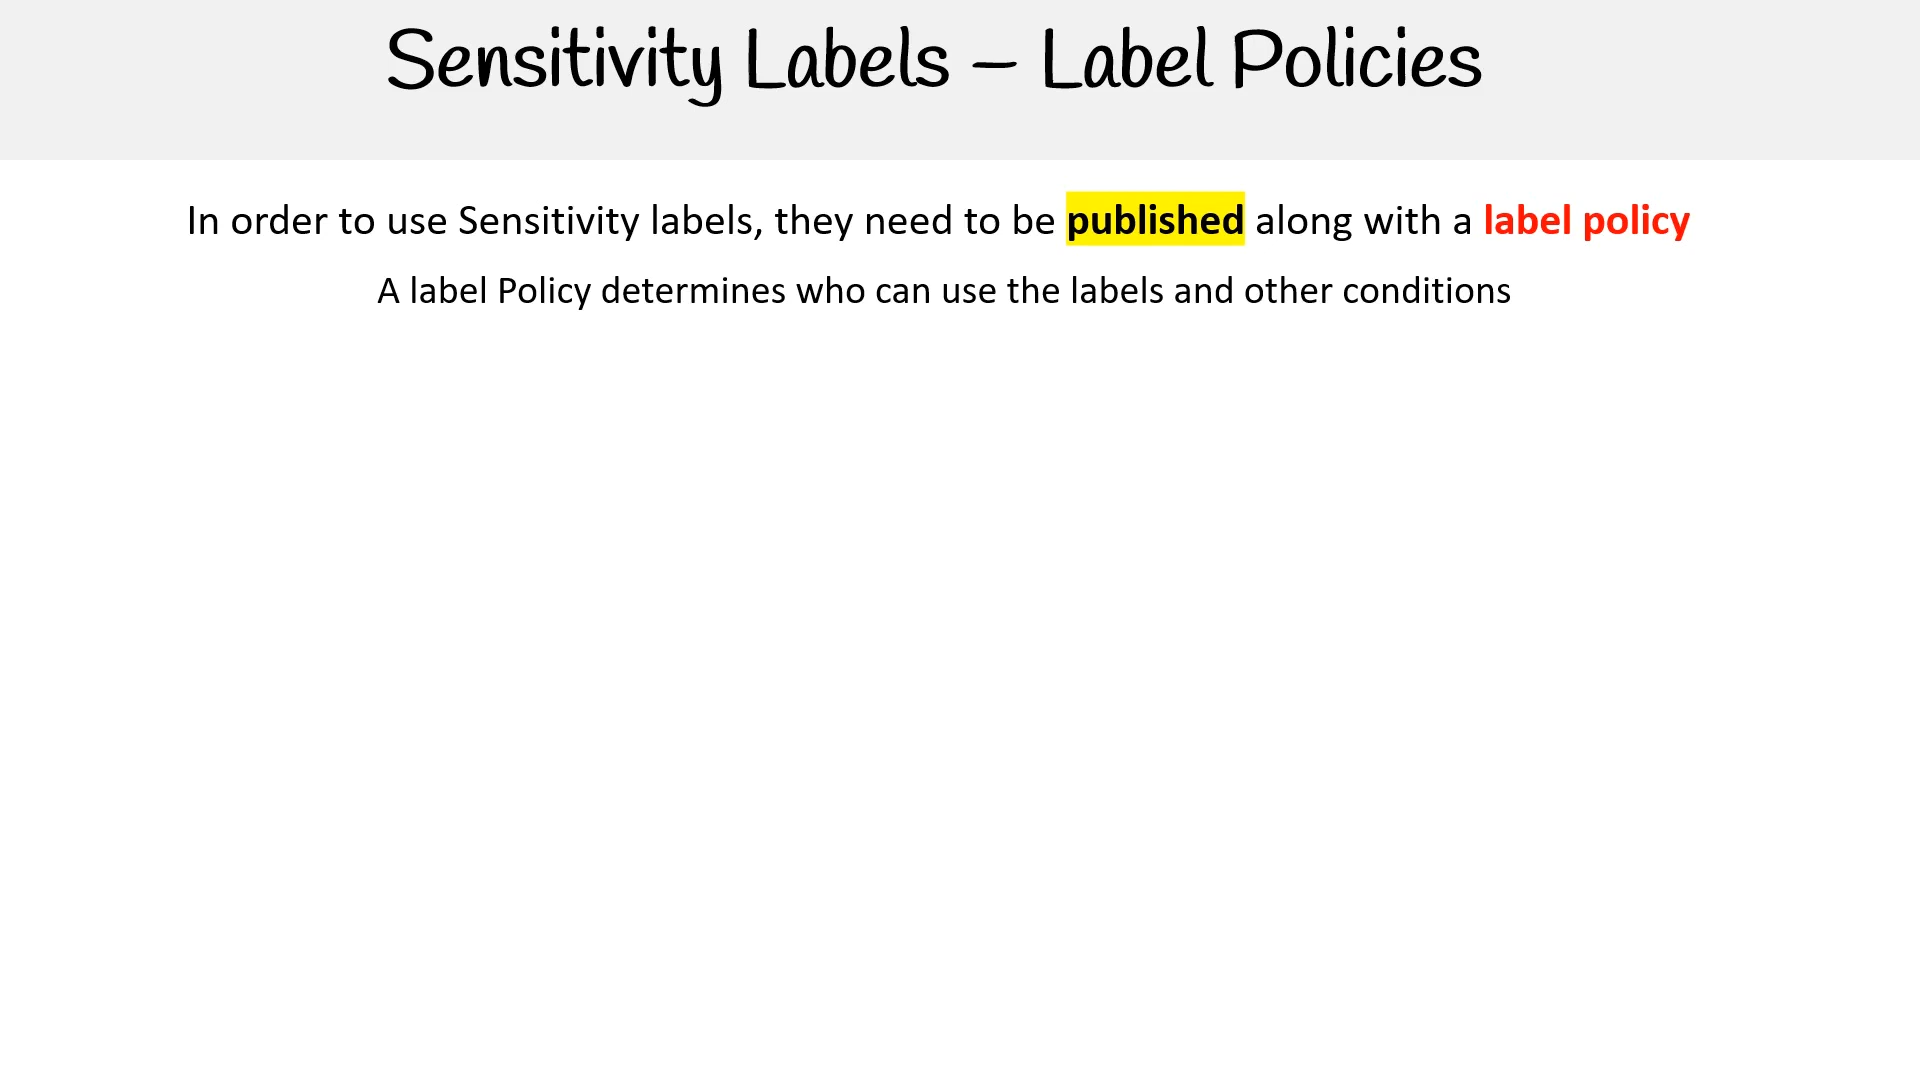 Sensitivity Labels – Label Policies
In order to use Sensitivity labels, they need to be published along with a label policy
A label Policy determines who can use the labels and other conditions